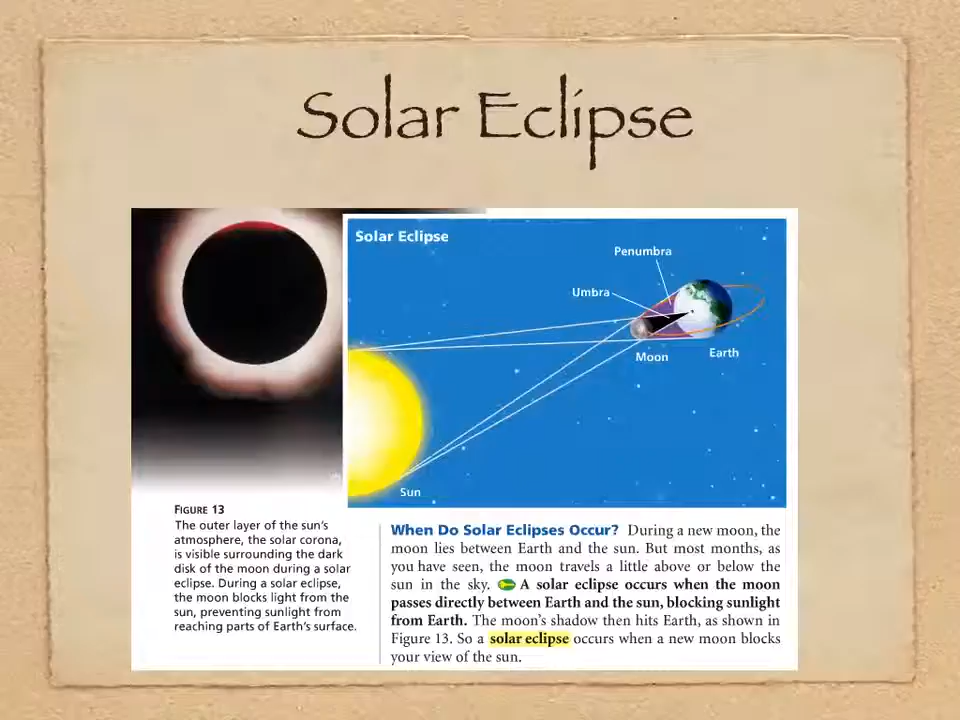 Solar Eclipse
Solar Eclipse
Penumbra
Umbra
Moon
Earth
Sun
FIGURE 13
The outer layer of the sun's
atmosphere, the solar corona,
is visible surrounding the dark
disk of the moon during a solar
eclipse. During a solar eclipse,
the moon blocks light from the
sun, preventing sunlight from
reaching parts of Earth's surface.
When Do Solar Eclipses Occur? During a new moon, the
moon lies between Earth and the sun. But most months, as
you have seen, the moon travels a little above or below the
sun in the sky. A solar eclipse occurs when the moon
passes directly between Earth and the sun, blocking sunlight
from Earth. The moon's shadow then hits Earth, as shown in
Figure 13. So a solar eclipse occurs when a new moon blocks
your view of the sun.